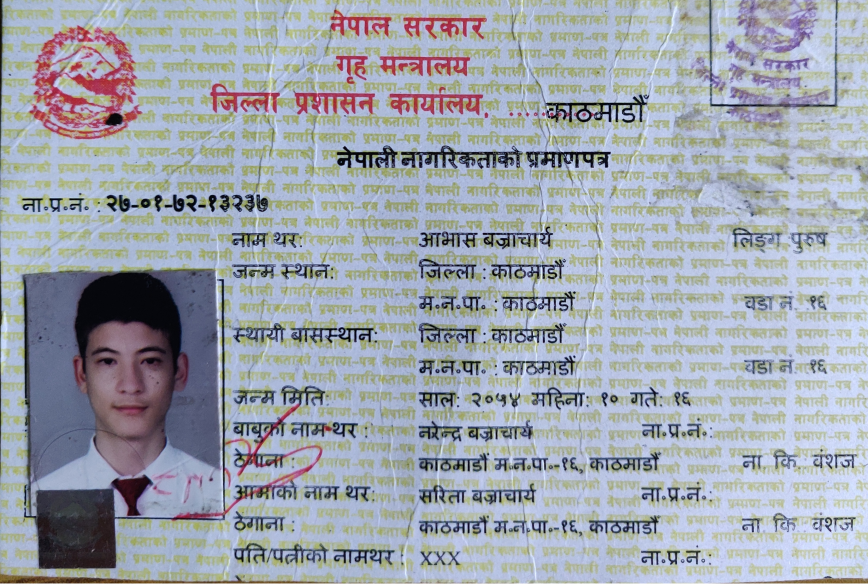 नेपाल सरकार
गृह मन्त्रालय
जिल्ला प्रशासन कार्यालय, ......काठमाडौँ
नेपाल सरकार
गृह मन्त्रालय
नेपाली नागरिकताको प्रमाणपत्र
ना.प्र.नं. : २७-०१-७२-१३२३७
नाम थर: आभास बज्राचार्य लिङ्ग पुरुष
जन्म स्थान: जिल्ला : काठमाडौँ
म.न.पा. : काठमाडौँ वडा नं. १६
स्थायी बासस्थान: जिल्ला : काठमाडौँ
म.न.पा. : काठमाडौँ वडा नं. १६
जन्म मिति: साल: २०५४ महिना: १० गते: १६
बाबुको नाम थर : नरेन्द्र बज्राचार्य ना.प्र.नं.:
ठेगाना : काठमाडौँ म.न.पा.-१६, काठमाडौँ ना कि वंशज
आमाको नाम थर: सरिता बज्राचार्य ना.प्र.नं.:
ठेगाना : काठमाडौँ म.न.पा.-१६, काठमाडौँ ना कि वंशज
पति/पत्नीको नामथर : XXX ना.प्र.नं.: